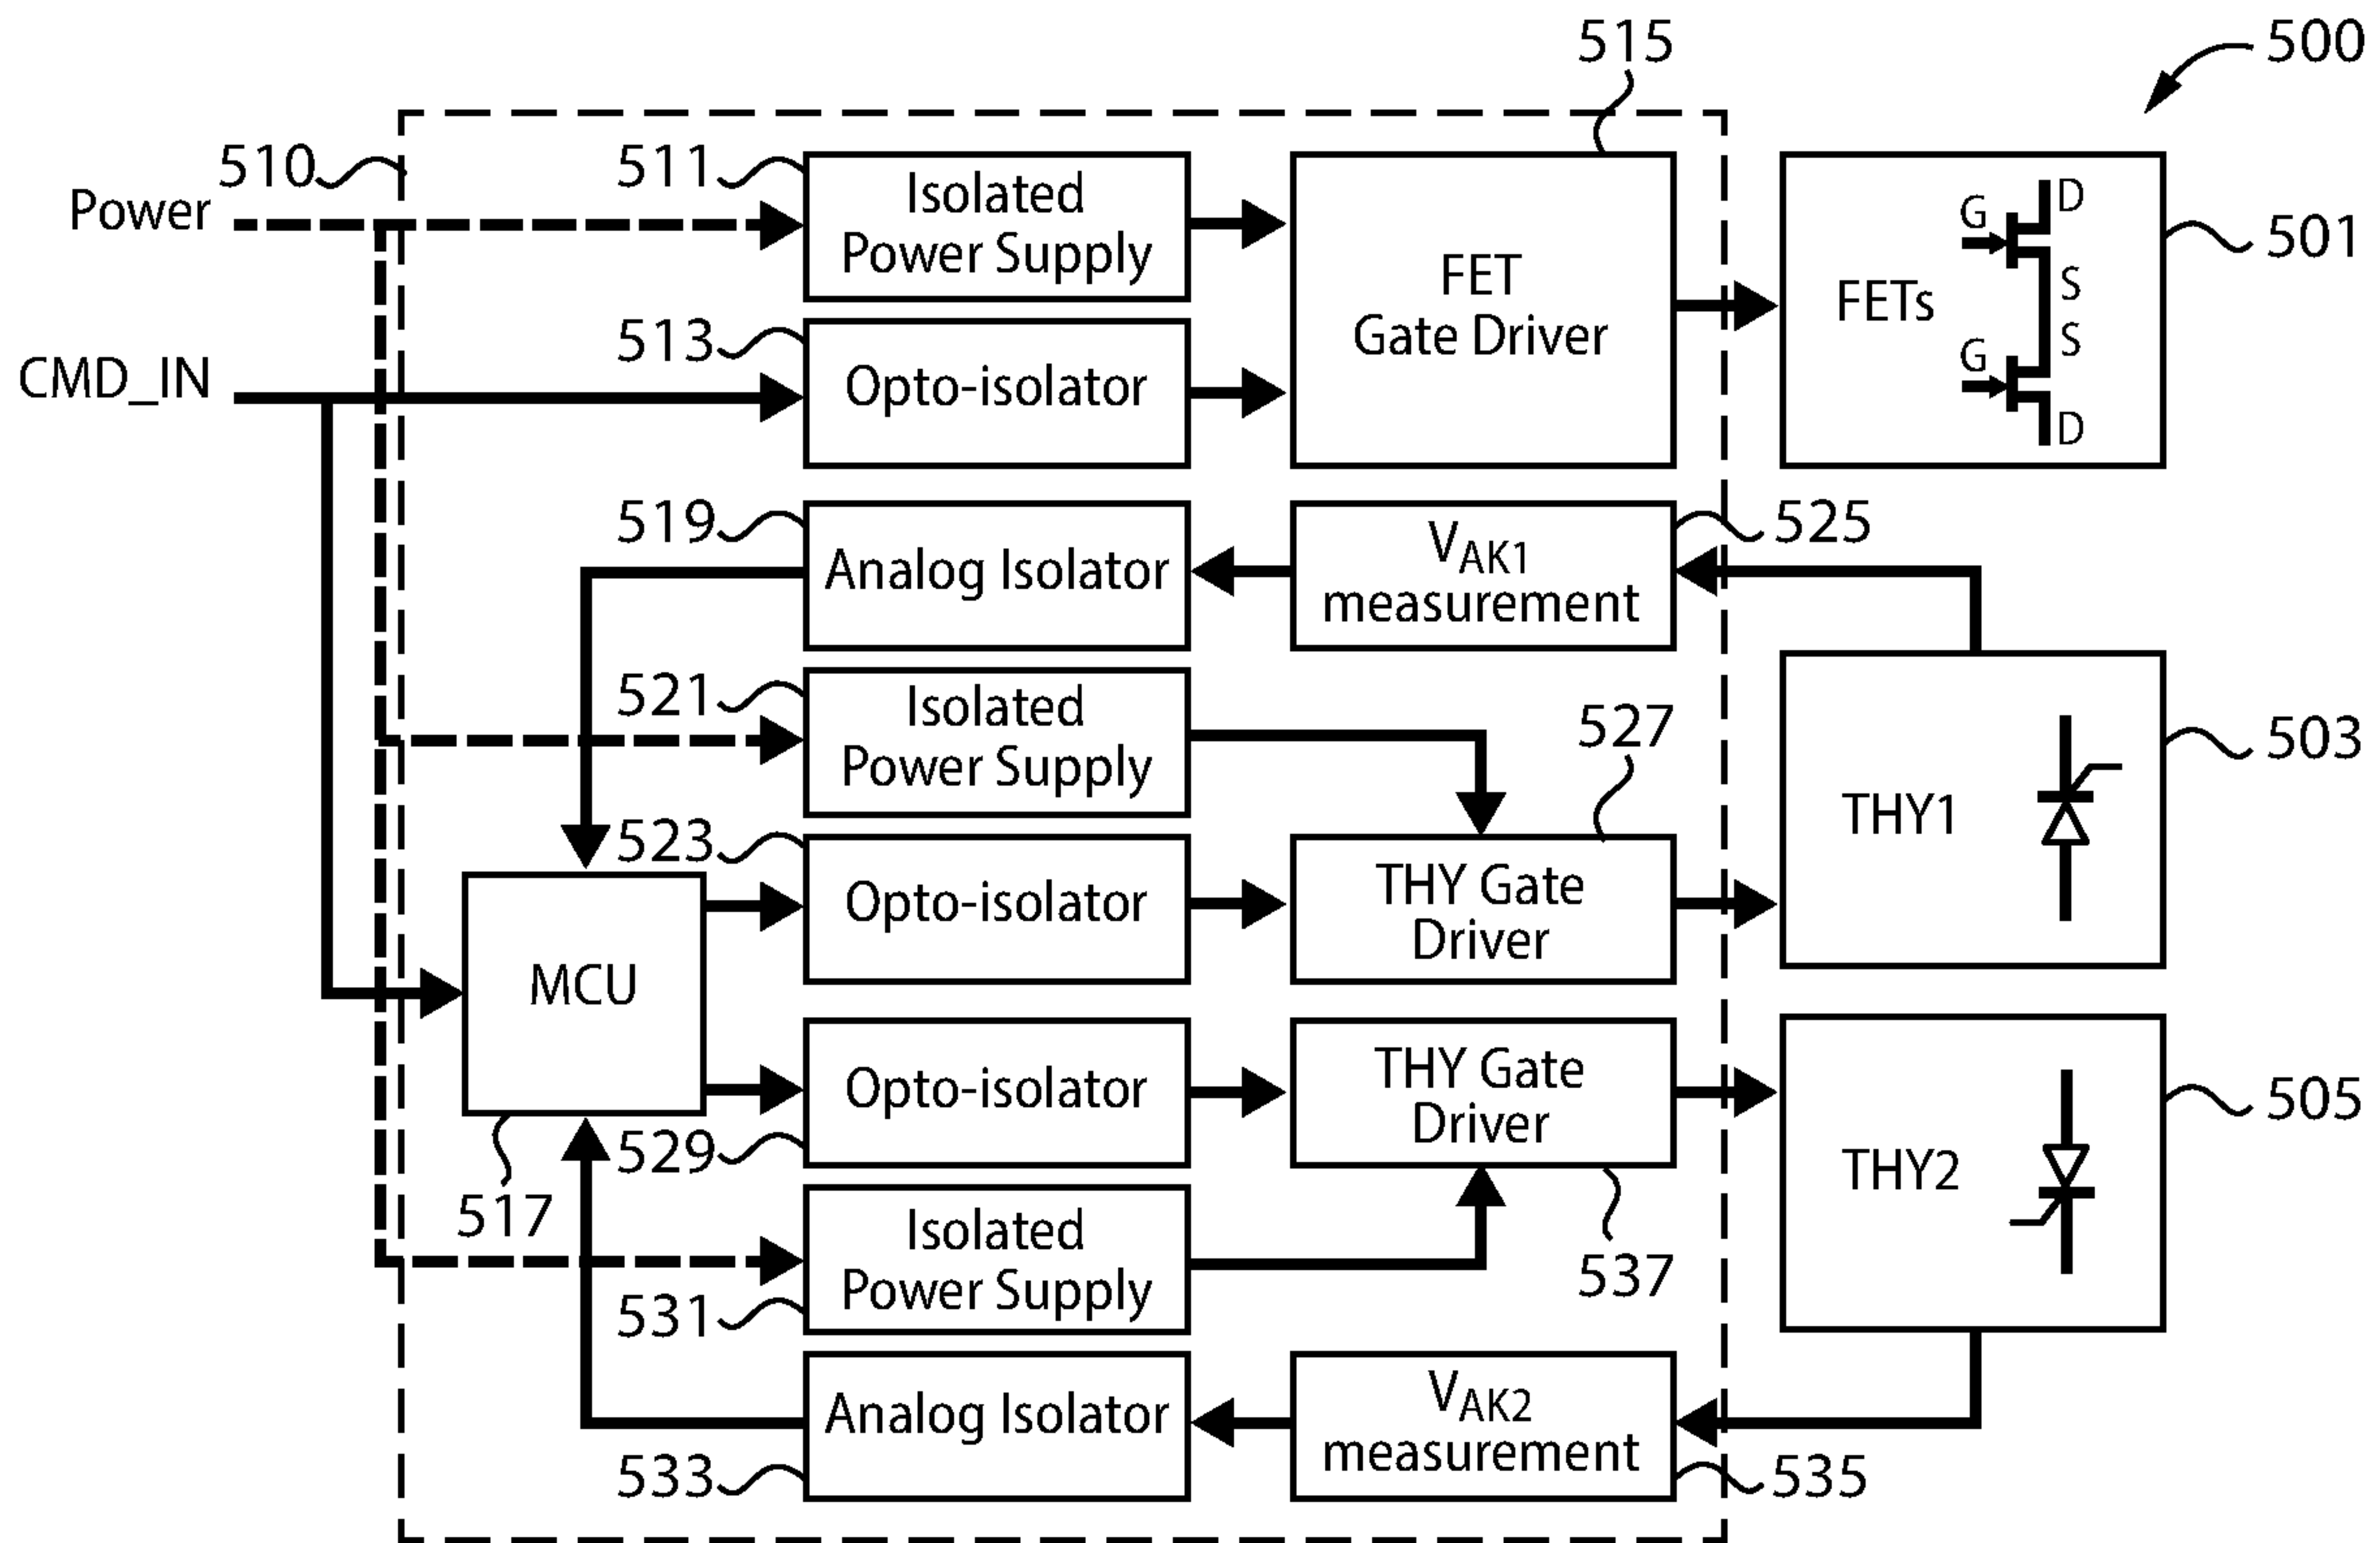 515
500
510
511
Isolated
Power Supply
Power
FET
Gate Driver
FETs
G
D
S
S
G
D
501
513
Opto-isolator
CMD_IN
519
Analog Isolator
VAK1
measurement
525
521
Isolated
Power Supply
527
503
THY1
523
Opto-isolator
THY Gate
Driver
MCU
517
Opto-isolator
529
THY Gate
Driver
537
THY2
505
Isolated
Power Supply
531
Analog Isolator
533
VAK2
measurement
535